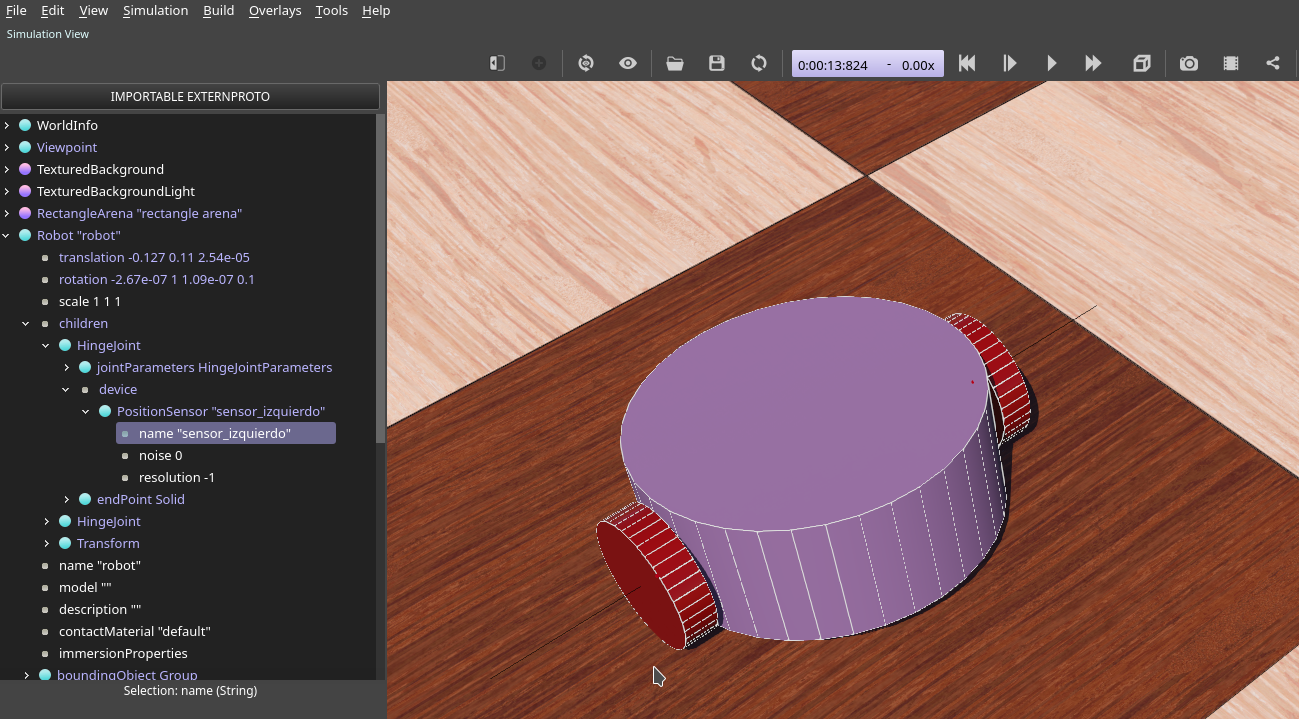 File Edit View Simulation Build Overlays Tools Help
Simulation View
0:00:13:824 - 0.00x
IMPORTABLE EXTERNPROTO
WorldInfo
Viewpoint
TexturedBackground
TexturedBackgroundLight
RectangleArena "rectangle arena"
Robot "robot"
translation -0.127 0.11 2.54e-05
rotation -2.67e-07 1 1.09e-07 0.1
scale 1 1 1
children
HingeJoint
jointParameters HingeJointParameters
device
PositionSensor "sensor_izquierdo"
name "sensor_izquierdo"
noise 0
resolution -1
endPoint Solid
HingeJoint
Transform
name "robot"
model ""
description ""
contactMaterial "default"
immersionProperties
boundingObject Group
Selection: name (String)